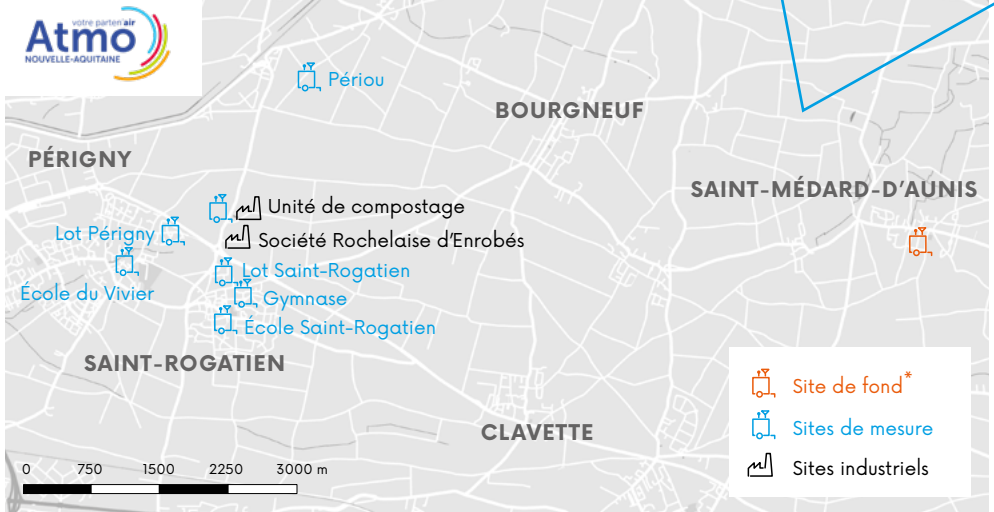 votre parten'air
Atmo
NOUVELLE-AQUITAINE
Périou
BOURGNEUF
PÉRIGNY
SAINT-MÉDARD-D'AUNIS
Unité de compostage
Lot Périgny
Société Rochelaise d'Enrobés
Lot Saint-Rogatien
École du Vivier
Gymnase
École Saint-Rogatien
SAINT-ROGATIEN
CLAVETTE
Site de fond*
Sites de mesure
Sites industriels
0 750 1500 2250 3000 m